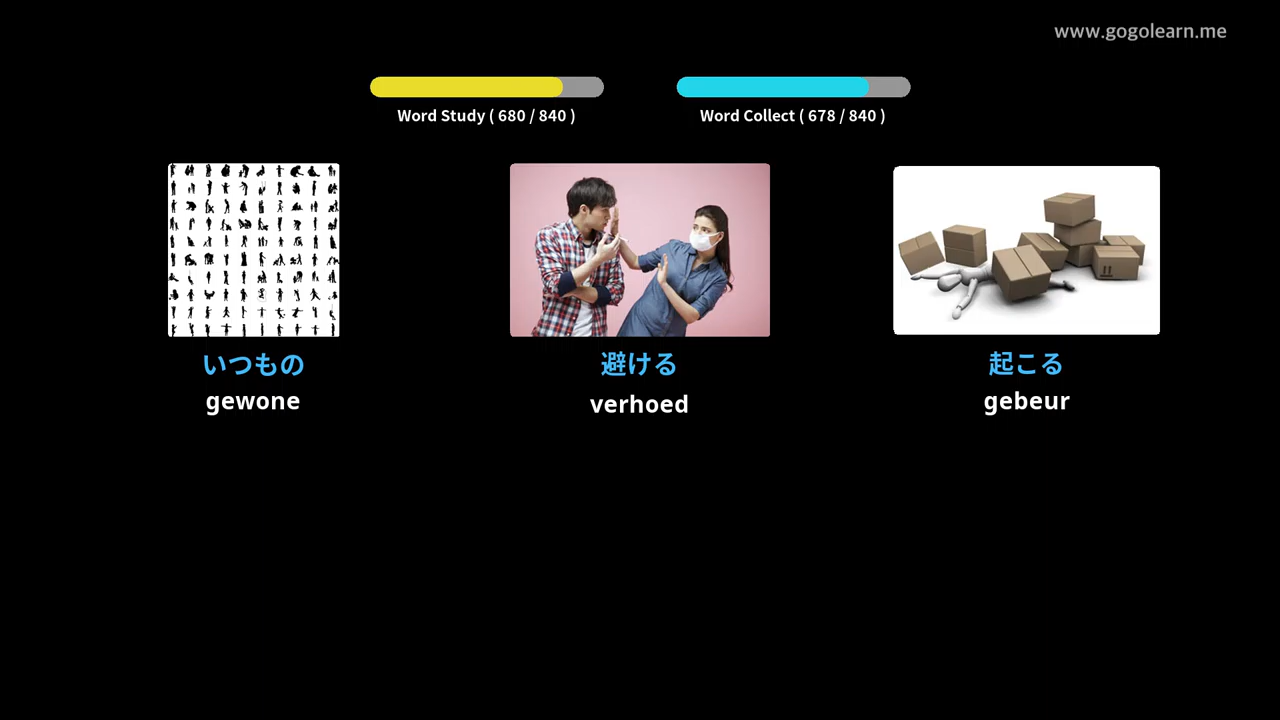 www.gogolearn.me
Word Study ( 680 / 840 )
Word Collect ( 678 / 840 )
いつもの
gewone
避ける
verhoed
起こる
gebeur